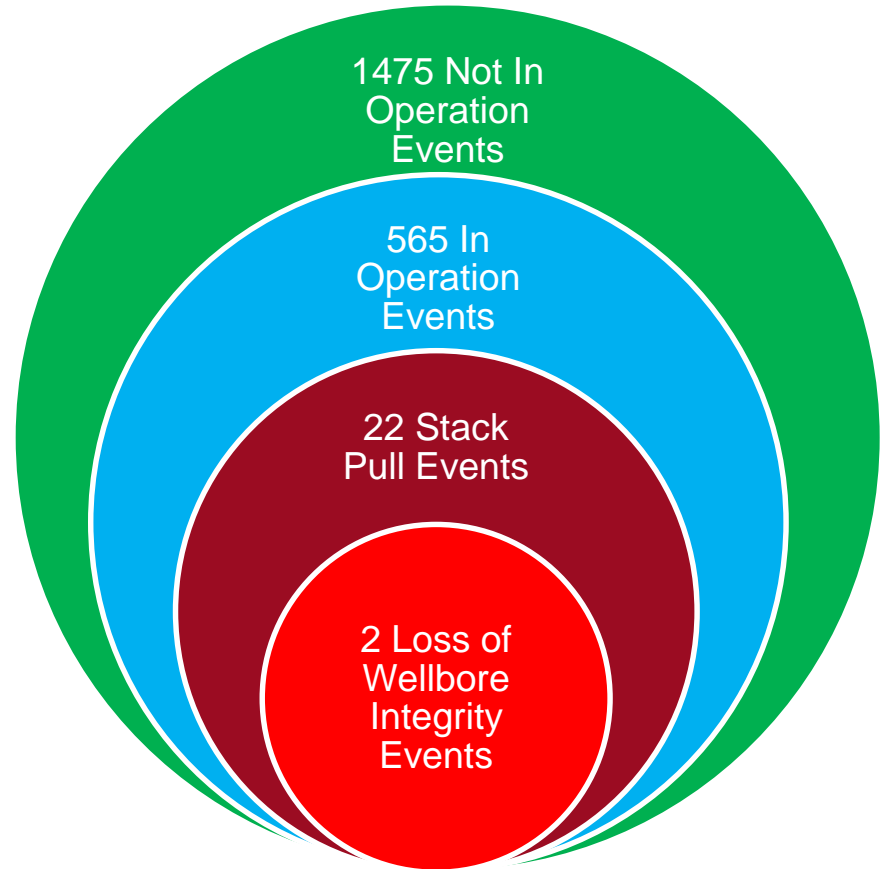 1475 Not In
Operation
Events
565 In
Operation
Events
22 Stack
Pull Events
2 Loss of
Wellbore
Integrity
Events